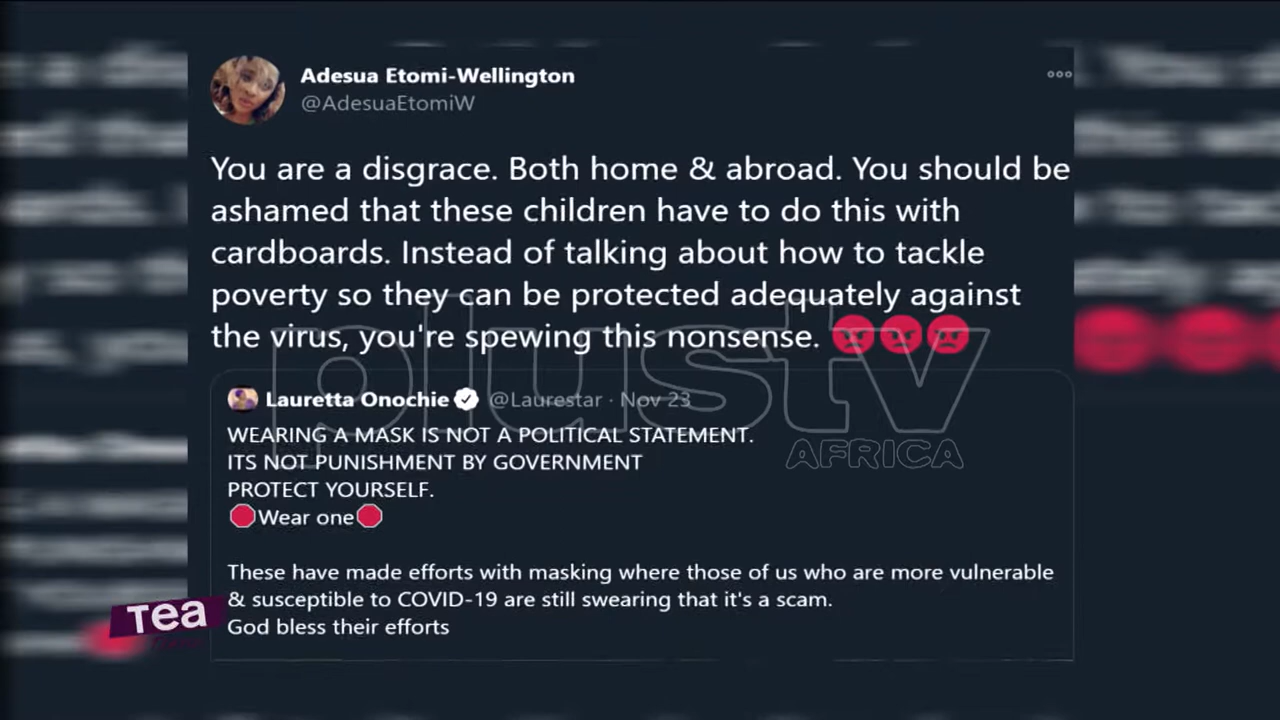 Adesua Etomi-Wellington
@AdesuaEtomiW
You are a disgrace. Both home & abroad. You should be
ashamed that these children have to do this with
cardboards. Instead of talking about how to tackle
poverty so they can be protected adequately against
the virus, you're spewing this nonsense. 😡😡😡
Lauretta Onochie @Laurestar · Nov 23
WEARING A MASK IS NOT A POLITICAL STATEMENT.
ITS NOT PUNISHMENT BY GOVERNMENT
PROTECT YOURSELF.
🛑Wear one🛑
These have made efforts with masking where those of us who are more vulnerable
& susceptible to COVID-19 are still swearing that it's a scam.
God bless their efforts
plustv
AFRICA
Tea